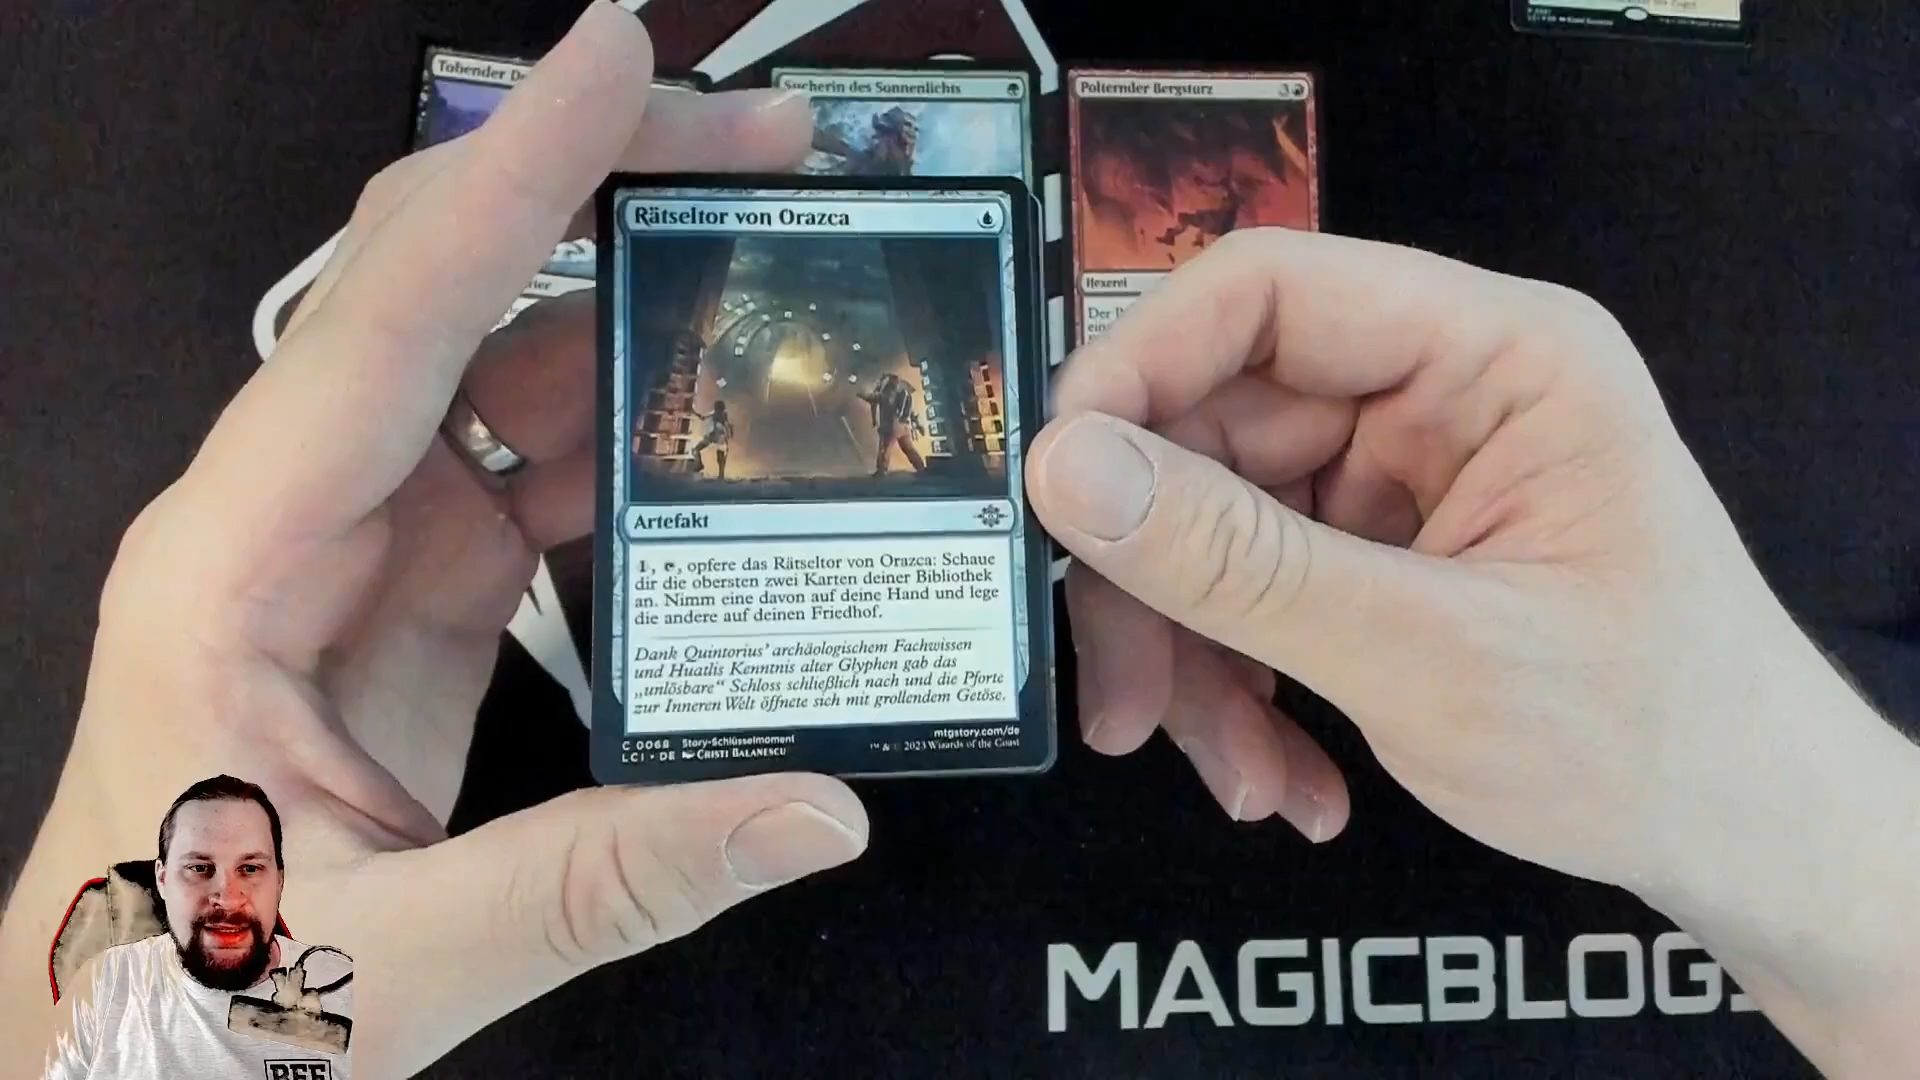 Tobender
Sucherin des Sonnenlichts
Polternder Bergsturz 3
Hexerei
Der
Rätseltor von Orazca
Artefakt
1, opfere das Rätseltor von Orazca: Schaue
dir die obersten zwei Karten deiner Bibliothek
an. Nimm eine davon auf deine Hand und lege
die andere auf deinen Friedhof.
Dank Quintorius' archäologischem Fachwissen
und Huatlis Kenntnis alter Glyphen gab das
„unlösbare“ Schloss schließlich nach und die Pforte
zur Inneren Welt öffnete sich mit grollendem Getöse.
C 0068 Story-Schlüsselmoment
LCI • DE CRISTI BALANESCU
mtgstory.com/de
™ & © 2023 Wizards of the Coast
MAGICBLOG